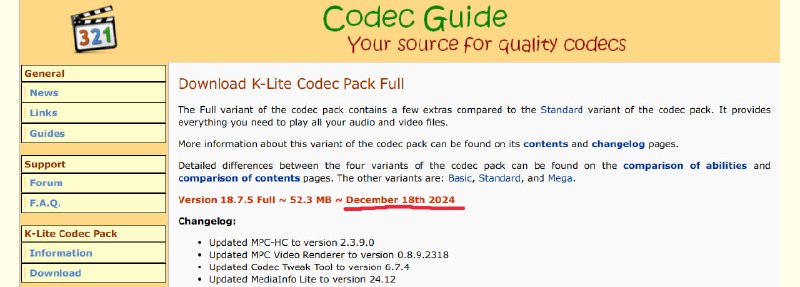 321
Codec Guide
Your source for quality codecs
General
News
Links
Guides
Support
Forum
F.A.Q.
K-Lite Codec Pack
Information
Download
Download K-Lite Codec Pack Full
The Full variant of the codec pack contains a few extras compared to the Standard variant of the codec pack. It provides
everything you need to play all your audio and video files.
More information about this variant of the codec pack can be found on its contents and changelog pages.
Detailed differences between the four variants of the codec pack can be found on the comparison of abilities and
comparison of contents pages. The other variants are: Basic, Standard, and Mega.
Version 18.7.5 Full ~ 52.3 MB ~ December 18th 2024
Changelog:
• Updated MPC-HC to version 2.3.9.0
• Updated MPC Video Renderer to version 0.8.9.2318
• Updated Codec Tweak Tool to version 6.7.4
• Updated MediaInfo Lite to version 24.12